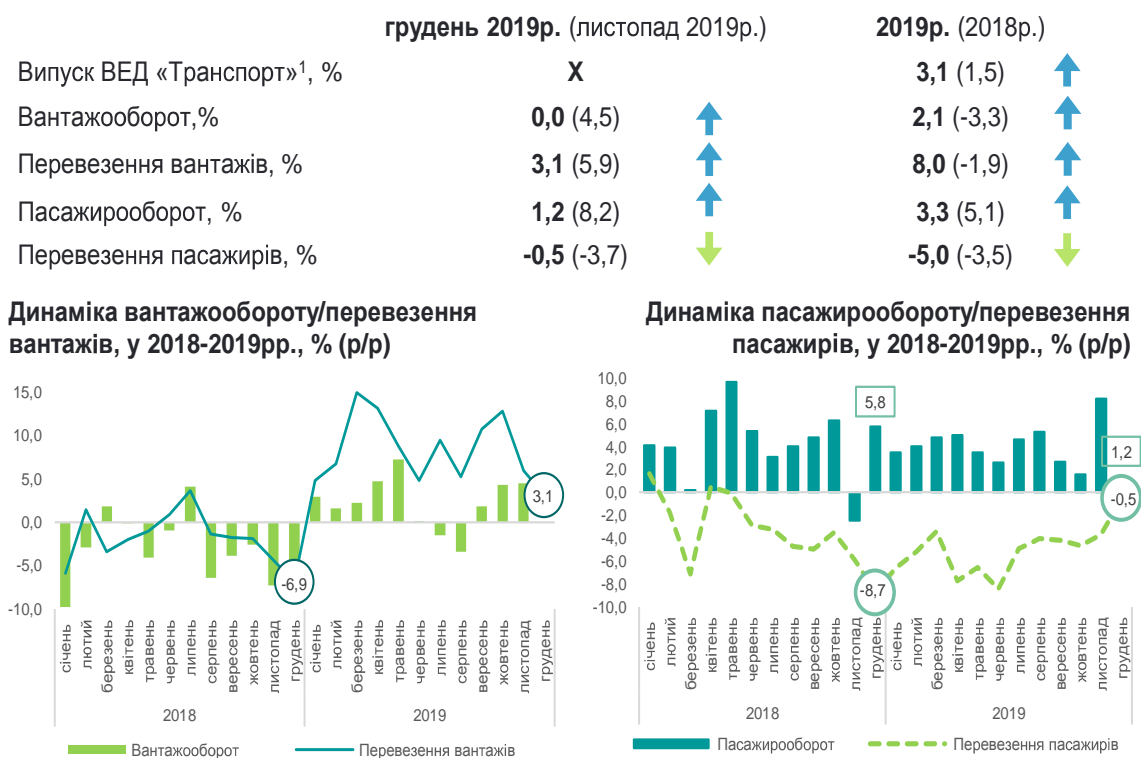 грудень 2019р. (листопад 2019р.) 2019р. (2018р.)
Випуск ВЕД «Транспорт»¹, % X 3,1 (1,5)
Вантажооборот,% 0,0 (4,5) 2,1 (-3,3)
Перевезення вантажів, % 3,1 (5,9) 8,0 (-1,9)
Пасажирооборот, % 1,2 (8,2) 3,3 (5,1)
Перевезення пасажирів, % -0,5 (-3,7) -5,0 (-3,5)
Динаміка вантажообороту/перевезення
вантажів, у 2018-2019рр., % (р/р)
15,0
10,0
5,0
0,0
-5,0
-10,0
-6,9
3,1
січень лютий березень квітень травень червень липень серпень вересень жовтень листопад грудень січень лютий березень квітень травень червень липень серпень вересень жовтень листопад грудень
2018 2019
Вантажооборот Перевезення вантажів
Динаміка пасажирообороту/перевезення
пасажирів, у 2018-2019рр., % (р/р)
10,0
8,0
6,0
4,0
2,0
0,0
-2,0
-4,0
-6,0
-8,0
-10,0
5,8
1,2
-0,5
-8,7
січень лютий березень квітень травень червень липень серпень вересень жовтень листопад грудень січень лютий березень квітень травень червень липень серпень вересень жовтень листопад грудень
2018 2019
Пасажирооборот Перевезення пасажирів